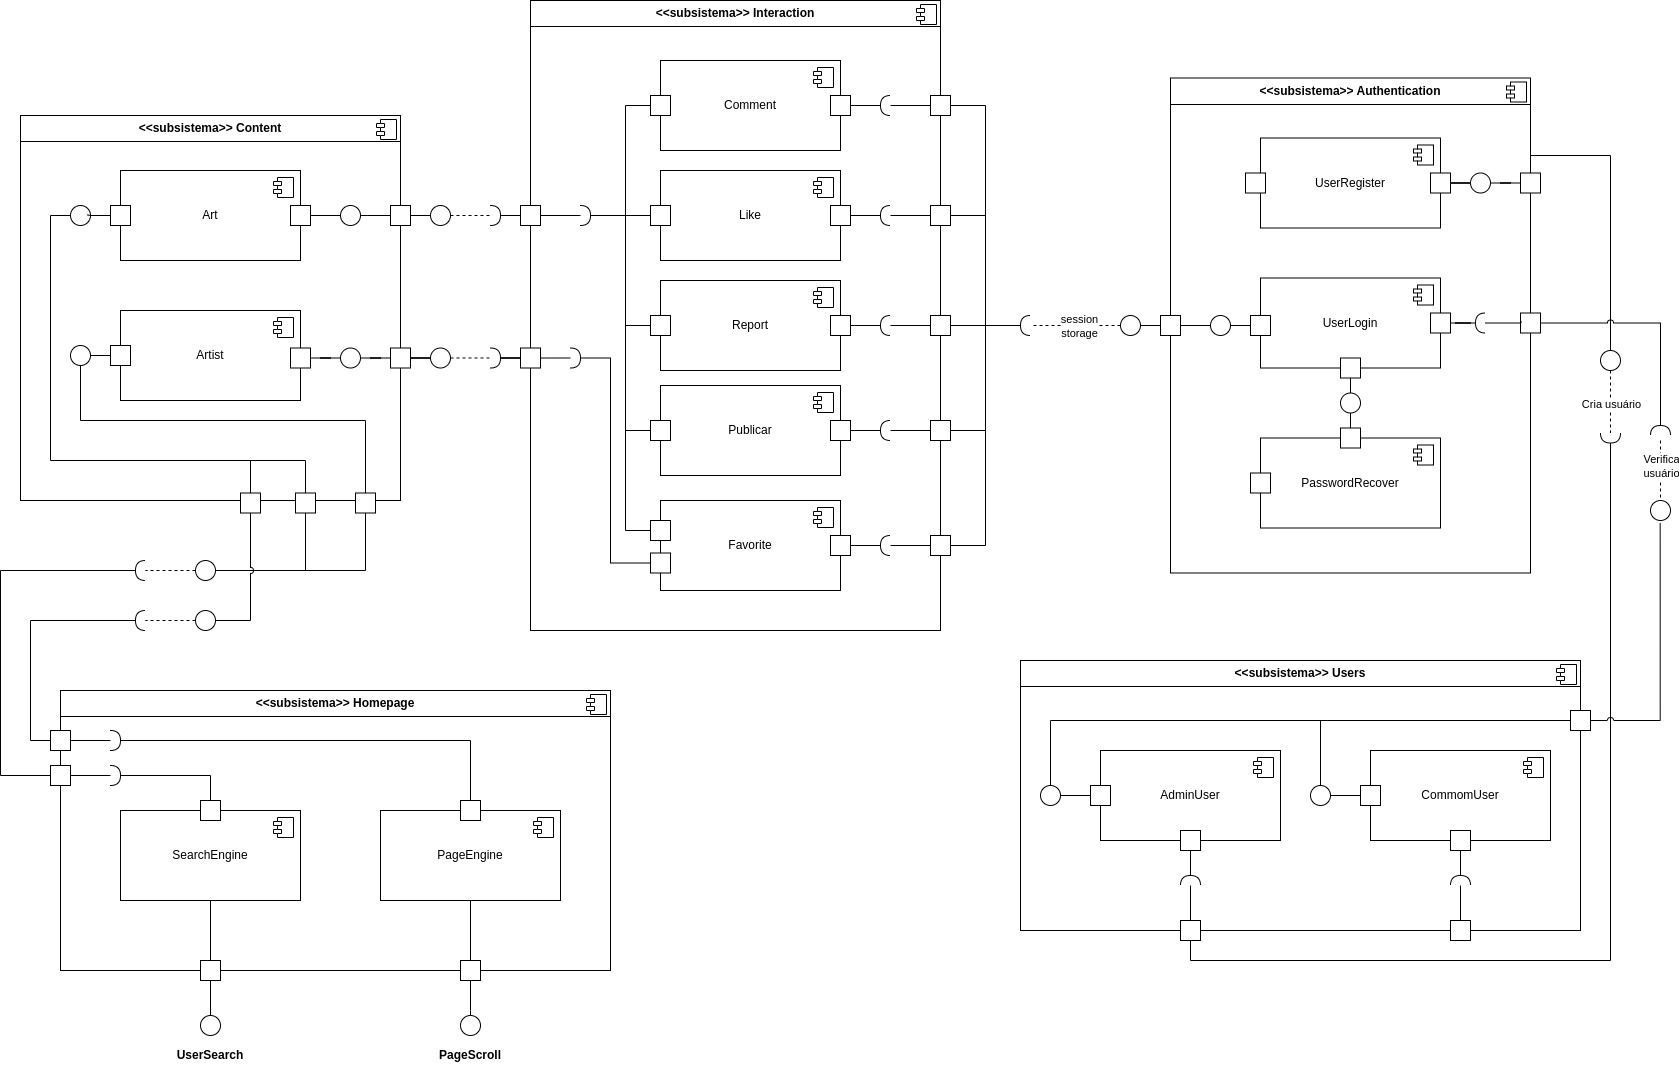 <<subsistema>> Interaction
<<subsistema>> Authentication
<<subsistema>> Content
Comment
UserRegister
Art
Like
session
storage
Report
UserLogin
Artist
Cria usuário
Publicar
Verifica
usuário
PasswordRecover
Favorite
<<subsistema>> Users
<<subsistema>> Homepage
AdminUser
CommomUser
SearchEngine
PageEngine
UserSearch
PageScroll